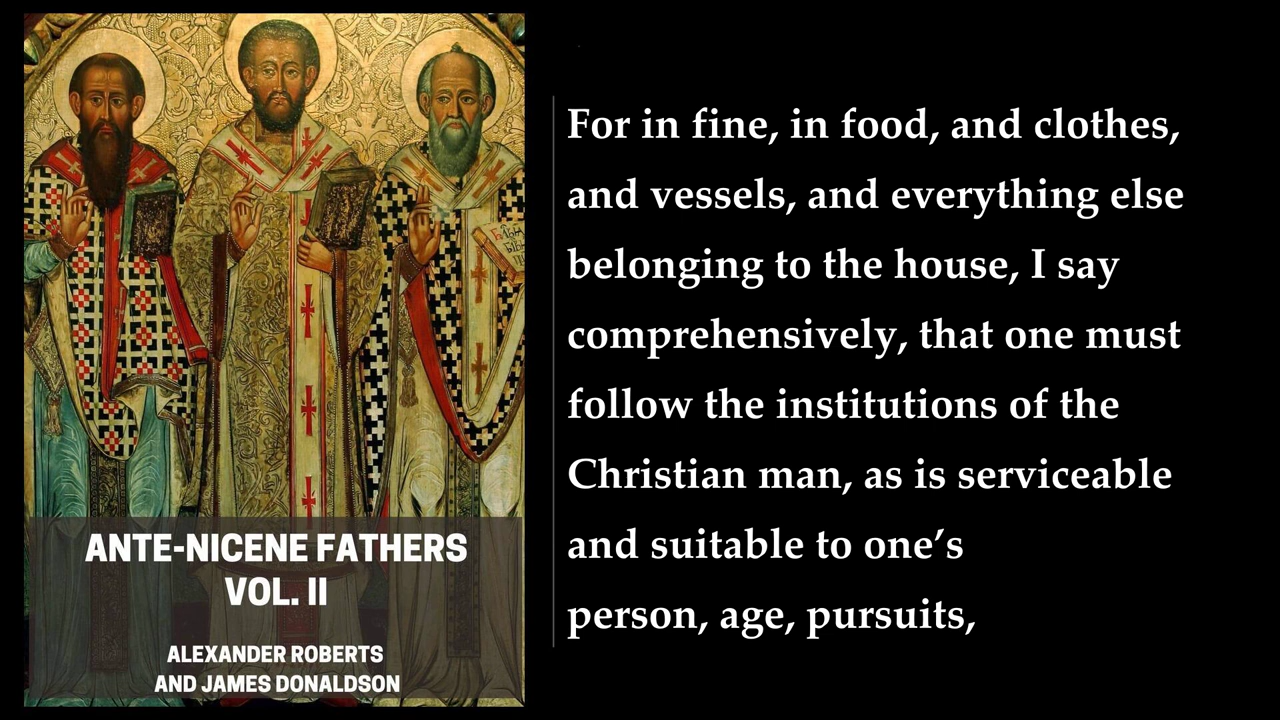 ANTE-NICENE FATHERS
VOL. II
ALEXANDER ROBERTS
AND JAMES DONALDSON
For in fine, in food, and clothes,
and vessels, and everything else
belonging to the house, I say
comprehensively, that one must
follow the institutions of the
Christian man, as is serviceable
and suitable to one’s
person, age, pursuits,